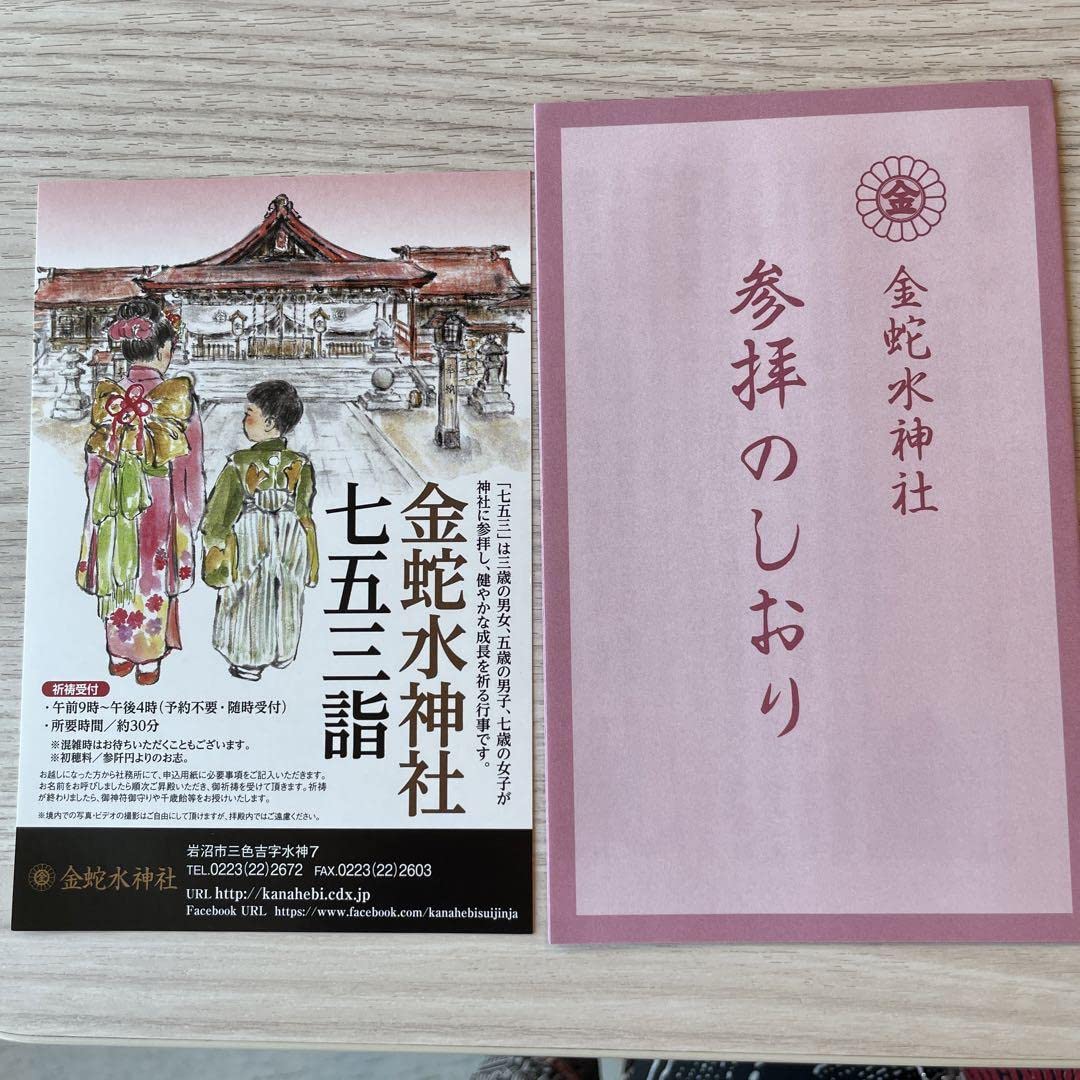 金蛇水神社
七五三詣
「七五三」は三歳の男女、五歳の男子、七歳の女子が
神社に参拝し、健やかな成長を祈る行事です。
祈祷受付
・午前9時〜午後4時（予約不要・随時受付）
・所要時間／約30分
※混雑時はお待ちいただくこともございます。
※初穂料／参阡円よりのお志。
お越しになった方から社務所にて、申込用紙に必要事項をご記入いただきます。
お名前をお呼びしましたら順次ご昇殿いただき、御祈祷を受けて頂きます。祈祷
が終わりましたら、御神符御守りや千歳飴等をお授けいたします。
※境内での写真・ビデオの撮影はご自由にして頂けますが、拝殿内ではご遠慮ください。
金蛇水神社
岩沼市三色吉字水神7
TEL.0223(22)2672 FAX.0223(22)2603
URL http://kanahebi.cdx.jp
Facebook URL https://www.facebook.com/kanahebisuijinja
金
金蛇水神社
参拝のしおり